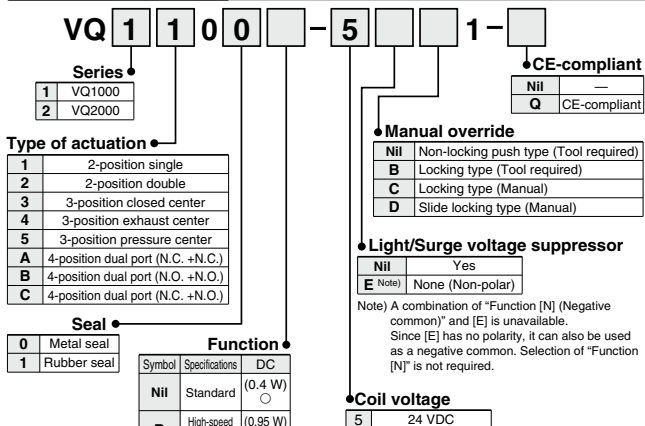 VQ 1 1 0 0 - 5 1 -
Series
1 VQ1000
2 VQ2000
Type of actuation
1 2-position single
2 2-position double
3 3-position closed center
4 3-position exhaust center
5 3-position pressure center
A 4-position dual port (N.C. +N.C.)
B 4-position dual port (N.O. +N.O.)
C 4-position dual port (N.C. +N.O.)
Seal
0 Metal seal
1 Rubber seal
Function
Symbol Specifications DC
Nil Standard (0.4 W) ○
High-speed (0.95 W)
CE-compliant
Nil —
Q CE-compliant
Manual override
Nil Non-locking push type (Tool required)
B Locking type (Tool required)
C Locking type (Manual)
D Slide locking type (Manual)
Light/Surge voltage suppressor
Nil Yes
E Note) None (Non-polar)
Note) A combination of “Function [N] (Negative
common)” and [E] is unavailable.
Since [E] has no polarity, it can also be used
as a negative common. Selection of “Function
[N]” is not required.
Coil voltage
5 24 VDC